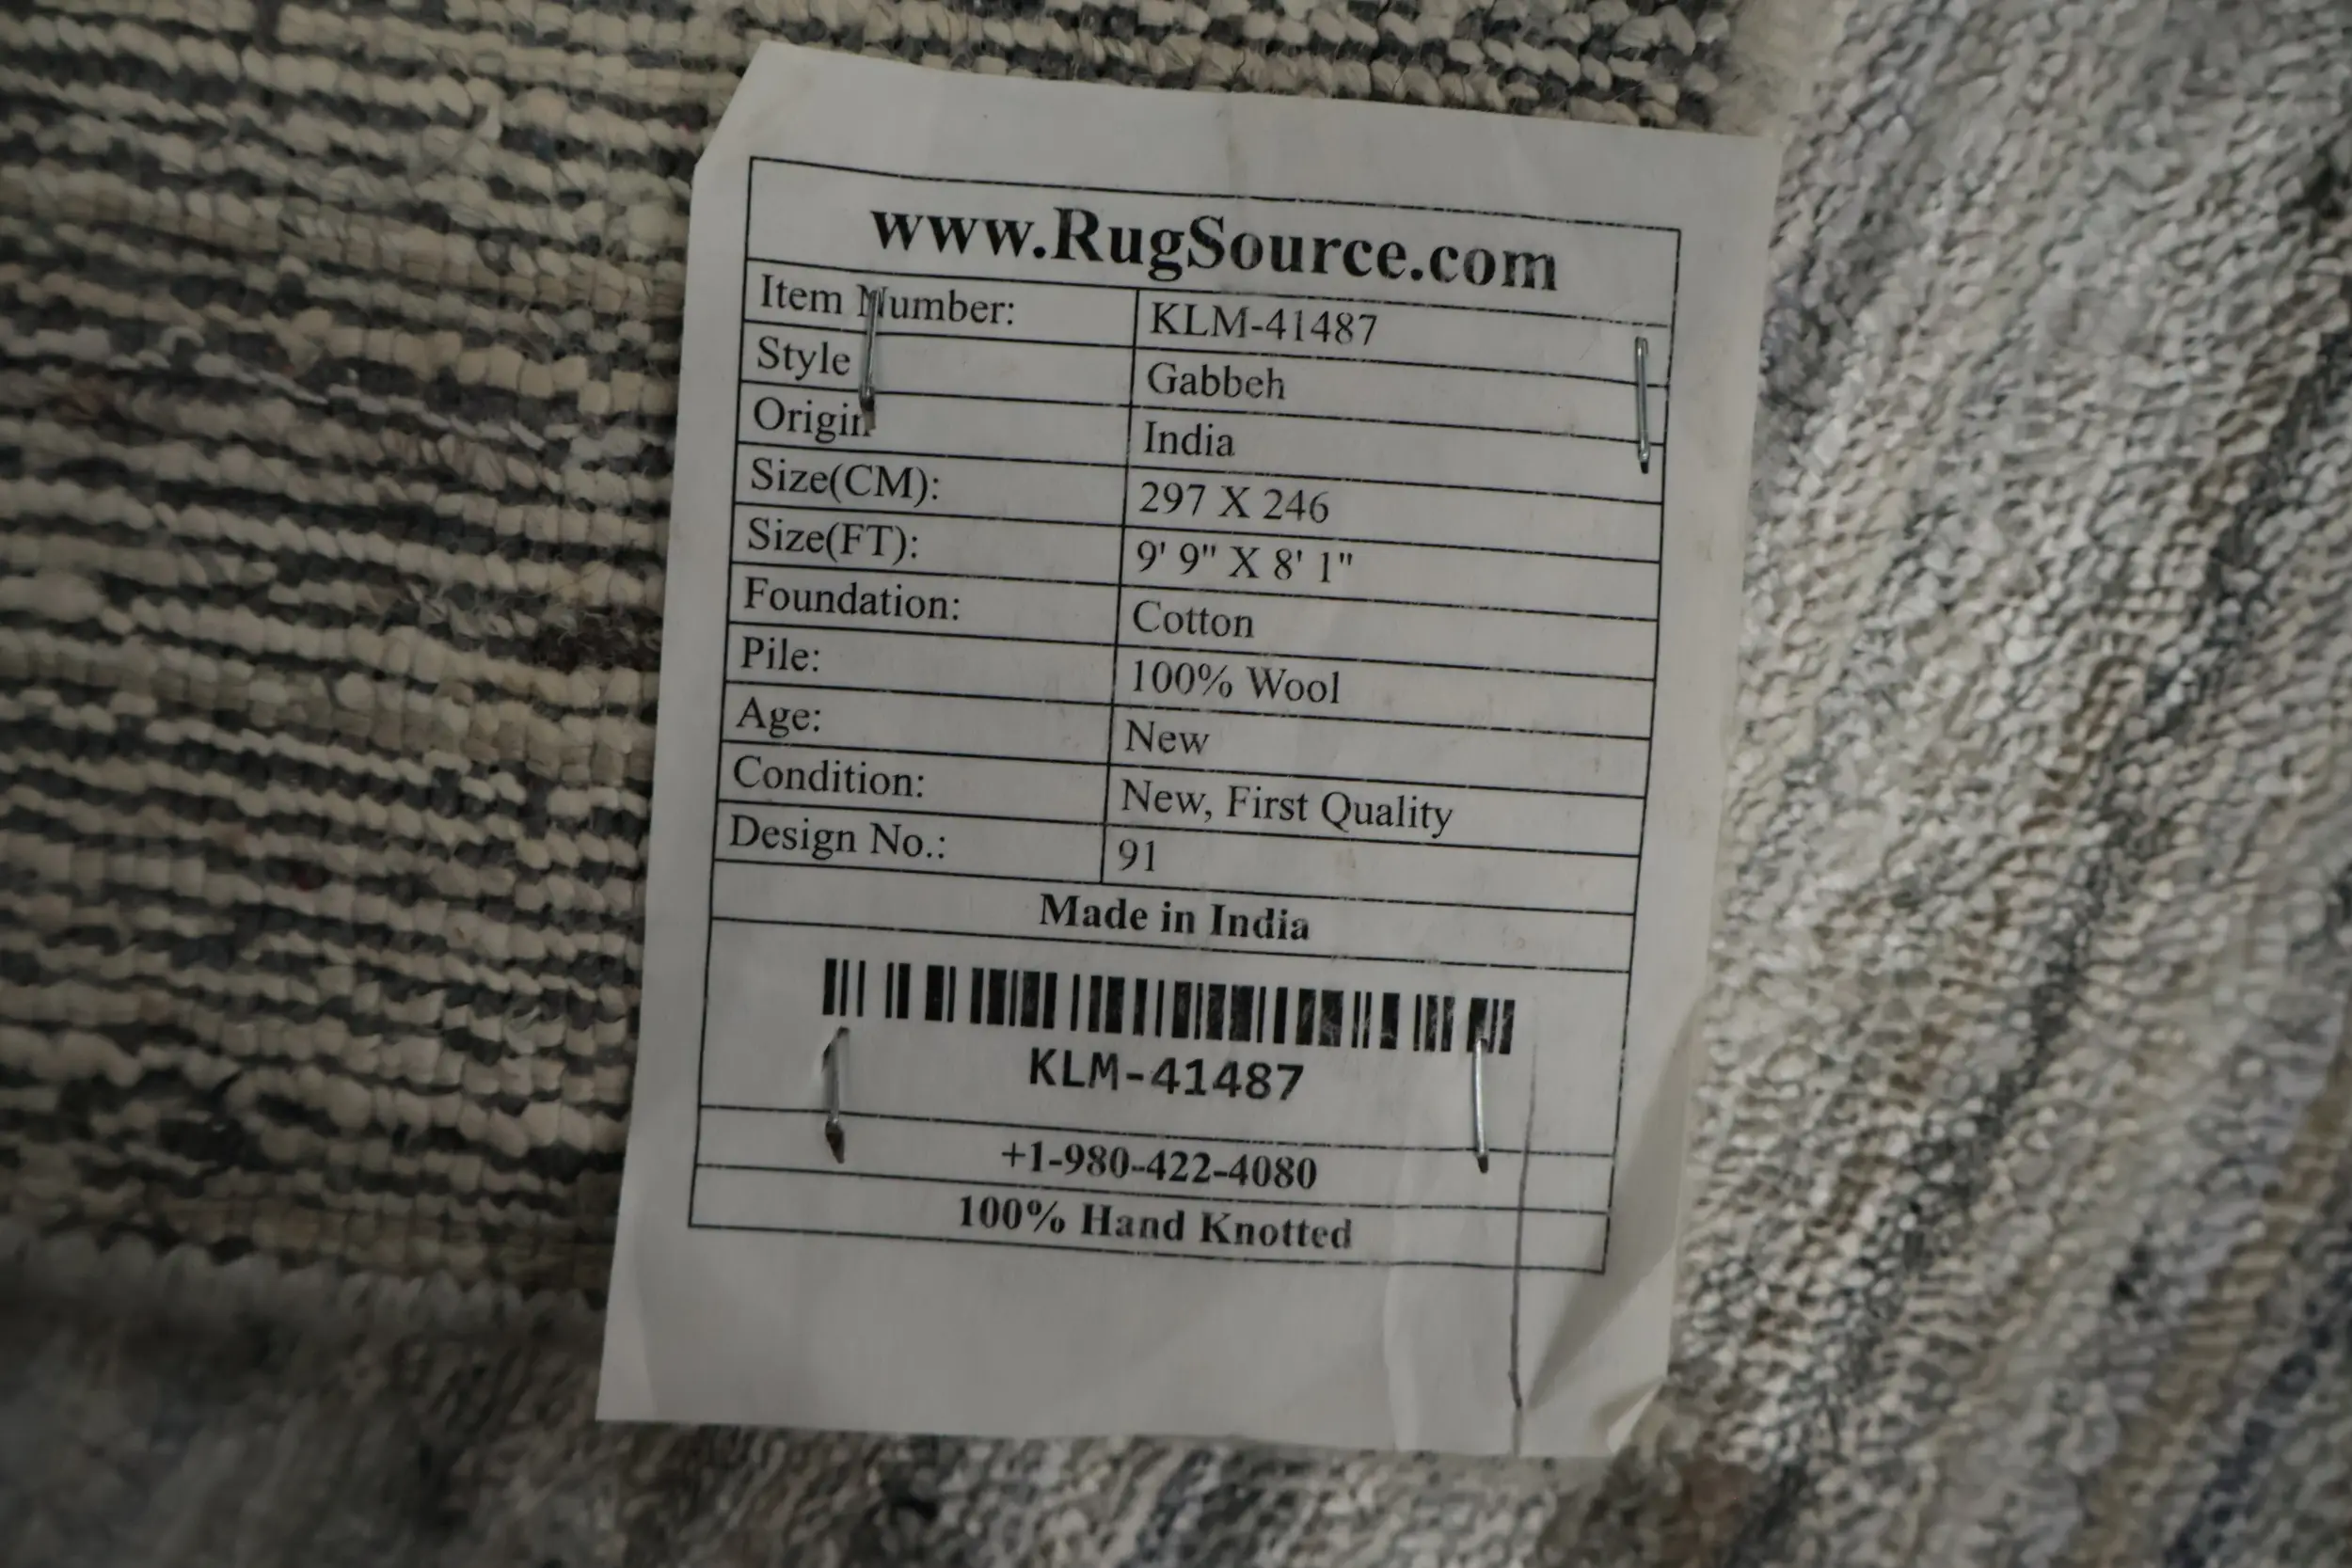 www.RugSource.com
Item Number: KLM-41487
Style Gabbeh
Origin India
Size(CM): 297 X 246
Size(FT): 9' 9" X 8' 1"
Foundation: Cotton
Pile: 100% Wool
Age: New
Condition: New, First Quality
Design No.: 91
Made in India
KLM-41487
+1-980-422-4080
100% Hand Knotted